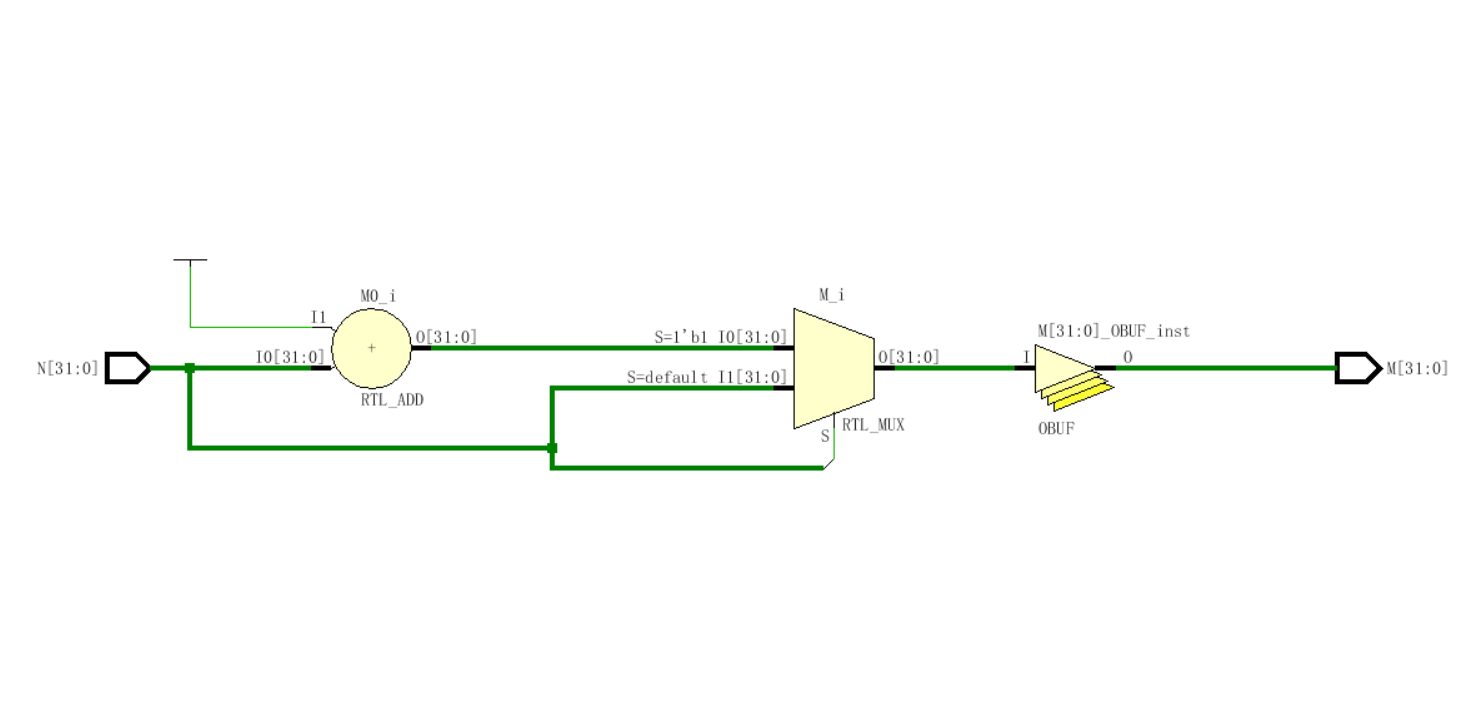 N[31:0]
I1
I0[31:0]
M0_i
+
RTL_ADD
O[31:0]
S=1'b1 I0[31:0]
S=default I1[31:0]
M_i
S
RTL_MUX
O[31:0]
M[31:0]_OBUF_inst
I
O
OBUF
M[31:0]